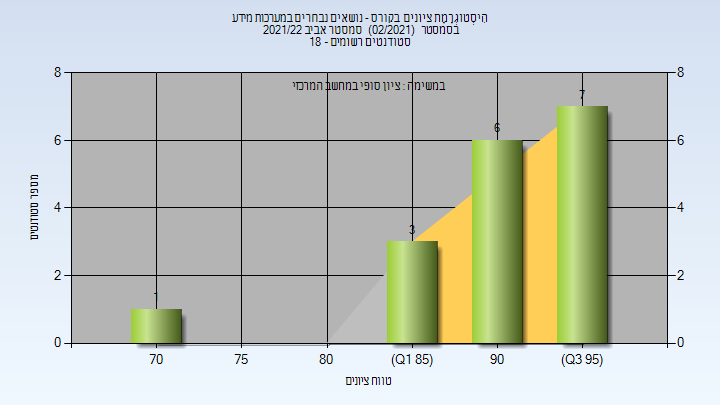 היסטוגרמת ציונים בקורס - נושאים נבחרים במערכות מידע
בסמסטר (02/2021) סמסטר אביב 2021/22
סטודנטים רשומים - 18
במשימה : ציון סופי במחשב המרכזי
8 8
7
6 6 6
4 4
3
2 2
1
0 0
70 75 80 (Q1 85) 90 (Q3 95)
מספר סטודנטים
טווח ציונים